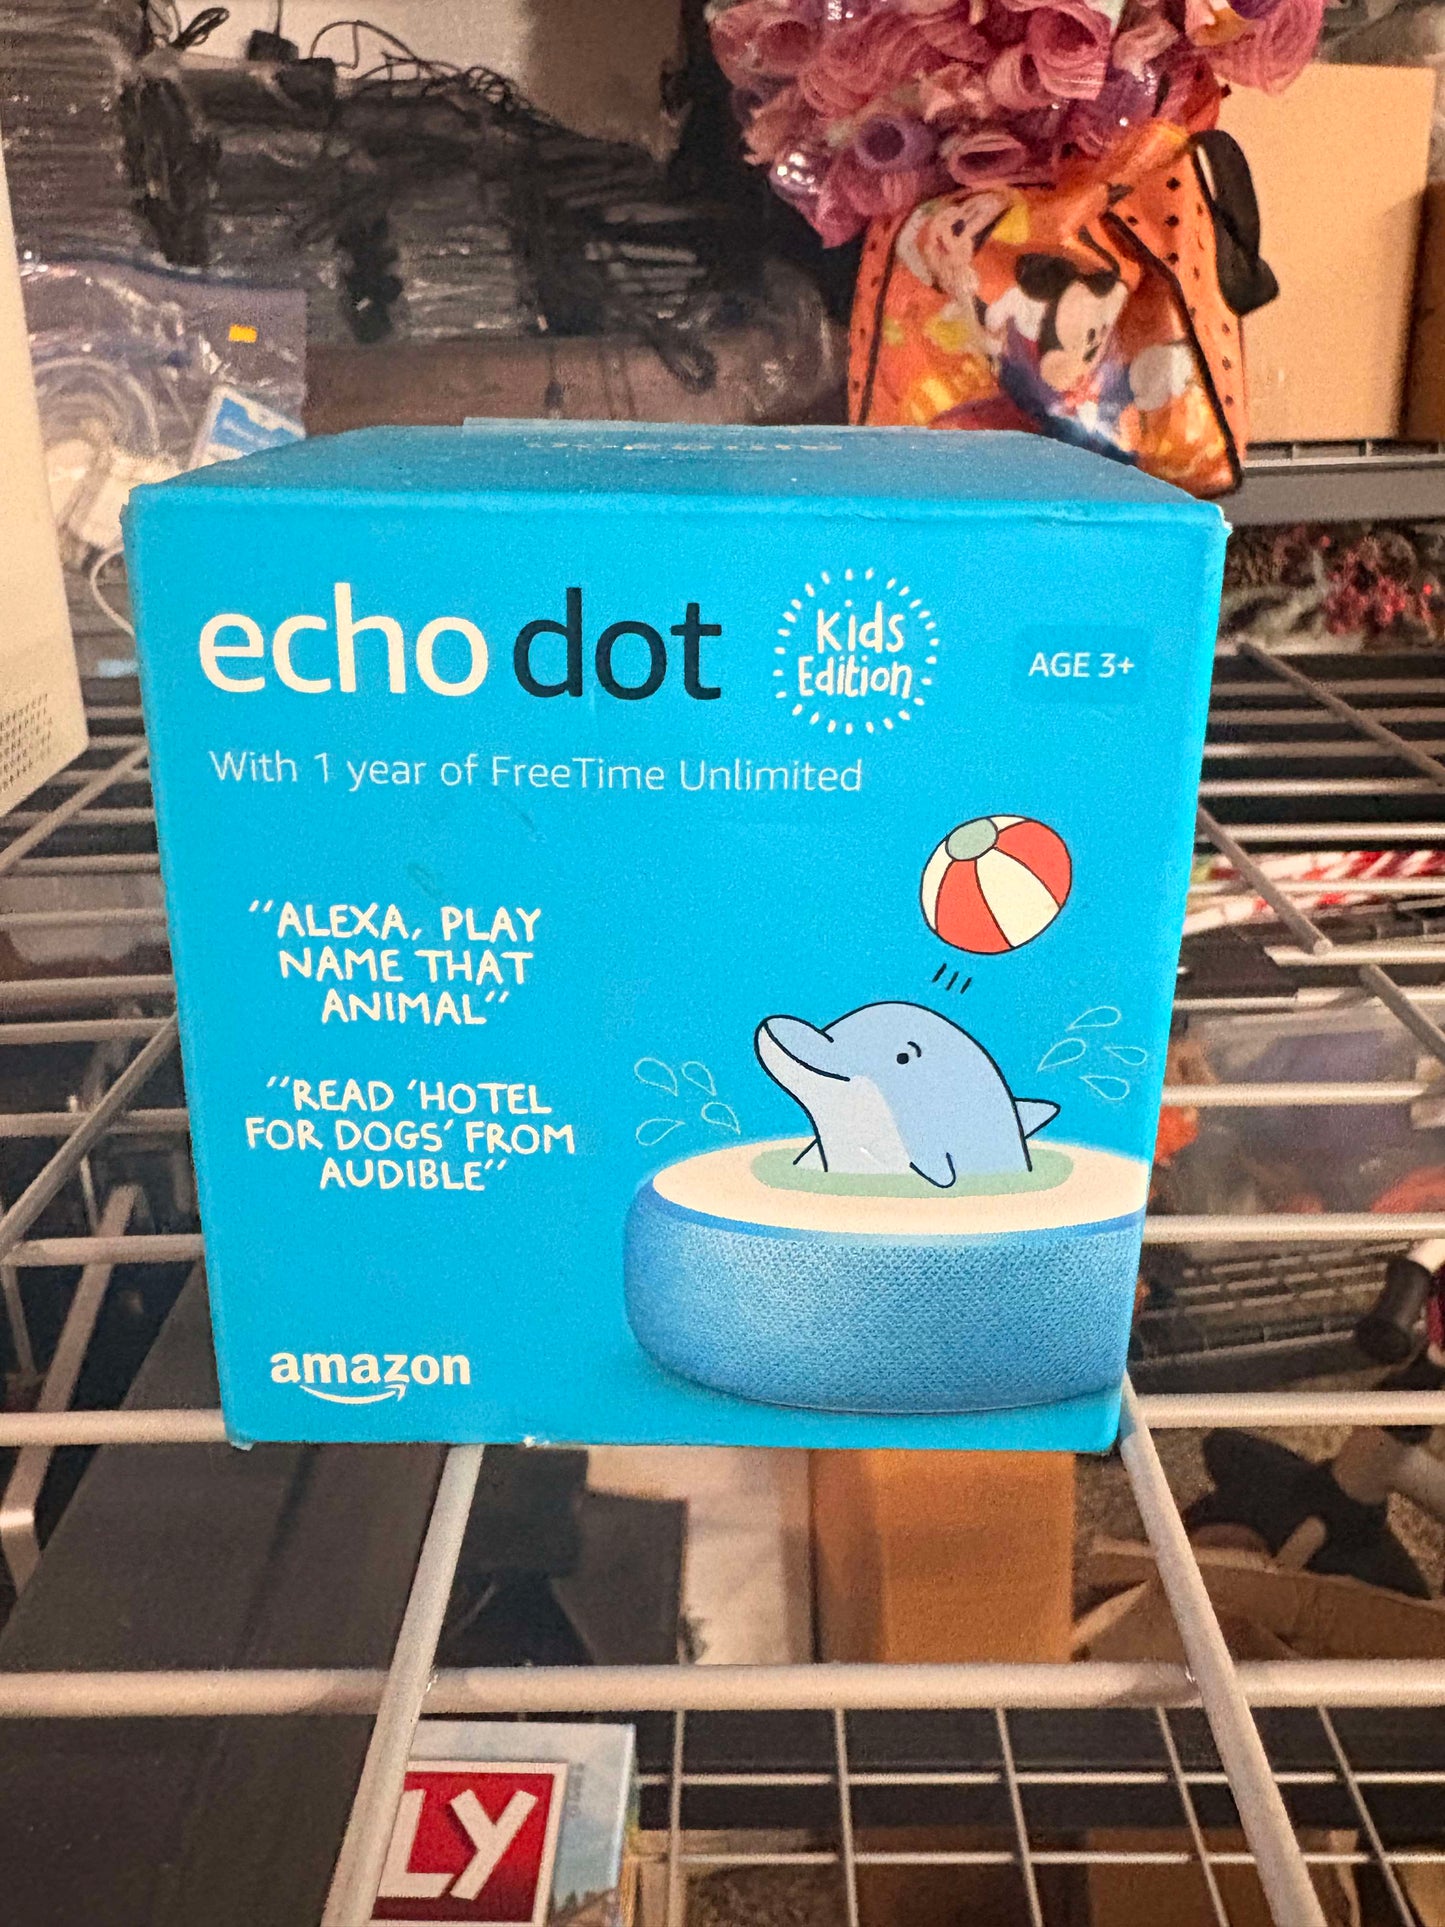 echo dot
Kids
Edition
AGE 3+
With 1 year of FreeTime Unlimited
"ALEXA, PLAY
NAME THAT
ANIMAL"
"READ 'HOTEL
FOR DOGS' FROM
AUDIBLE"
amazon
LY